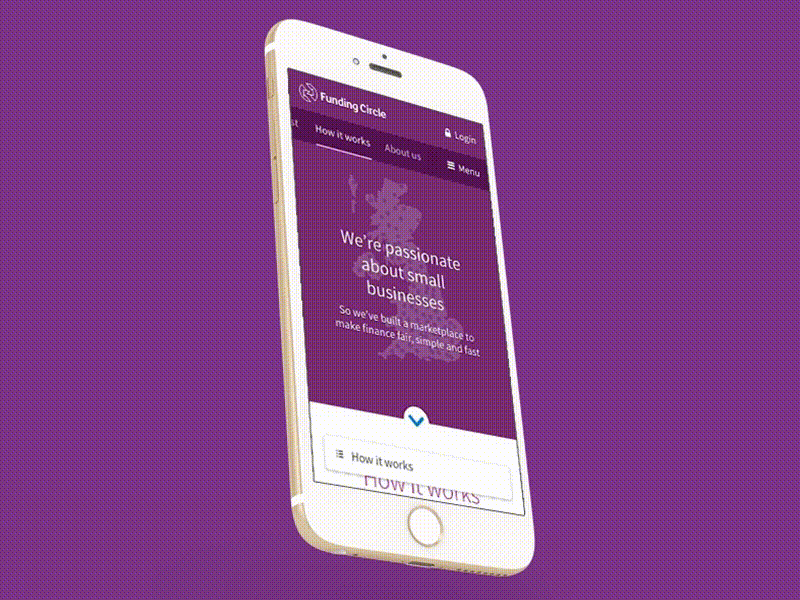 Funding Circle
Login
st
How it works
About us
Menu
We're passionate
about small
businesses
So we've built a marketplace to
make finance fair, simple and fast
How it works
How it works